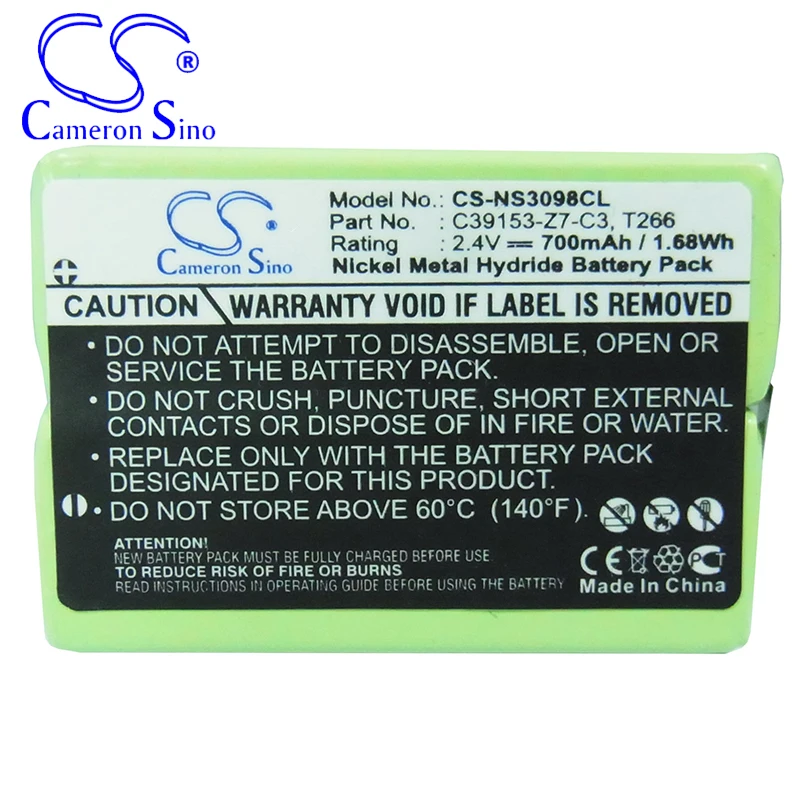 CS®
Cameron Sino
CS®
Cameron Sino
Model No.: CS-NS3098CL
Part No. : C39153-Z7-C3, T266
Rating : 2.4V ⎓ 700mAh / 1.68Wh
Nickel Metal Hydride Battery Pack
CAUTION WARRANTY VOID IF LABEL IS REMOVED
• DO NOT ATTEMPT TO DISASSEMBLE, OPEN OR
SERVICE THE BATTERY PACK.
• DO NOT CRUSH, PUNCTURE, SHORT EXTERNAL
CONTACTS OR DISPOSE OF IN FIRE OR WATER.
• REPLACE ONLY WITH THE BATTERY PACK
DESIGNATED FOR THIS PRODUCT.
• DO NOT STORE ABOVE 60°C (140°F).
ATTENTION!
NEW BATTERY PACK MUST BE FULLY CHARGED BEFORE USE
TO REDUCE RISK OF FIRE OR BURNS
READ INSTRUCTIONS IN OPERATING GUIDE BEFORE USING THE BATTERY
CE PCT
Made In China